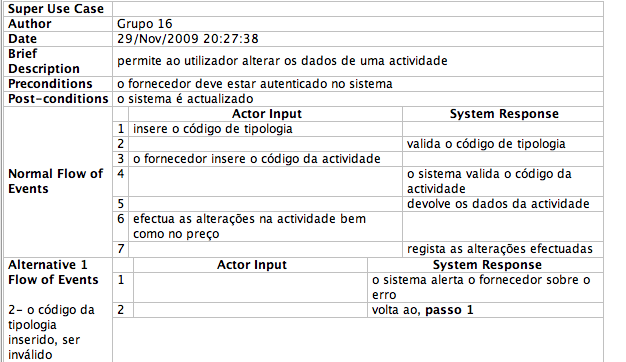 Super Use Case
Author Grupo 16
Date 29/Nov/2009 20:27:38
Brief Description permite ao utilizador alterar os dados de uma actividade
Preconditions o fornecedor deve estar autenticado no sistema
Post-conditions o sistema é actualizado
Normal Flow of Events
Actor Input System Response
1 insere o código de tipologia
2 valida o código de tipologia
3 o fornecedor insere o código da actividade
4 o sistema valida o código da
actividade
5 devolve os dados da actividade
6 efectua as alterações na actividade bem
como no preço
7 regista as alterações efectuadas
Alternative 1
Flow of Events
2- o código da
tipologia
inserido, ser
inválido
Actor Input System Response
1 o sistema alerta o fornecedor sobre o
erro
2 volta ao, passo 1